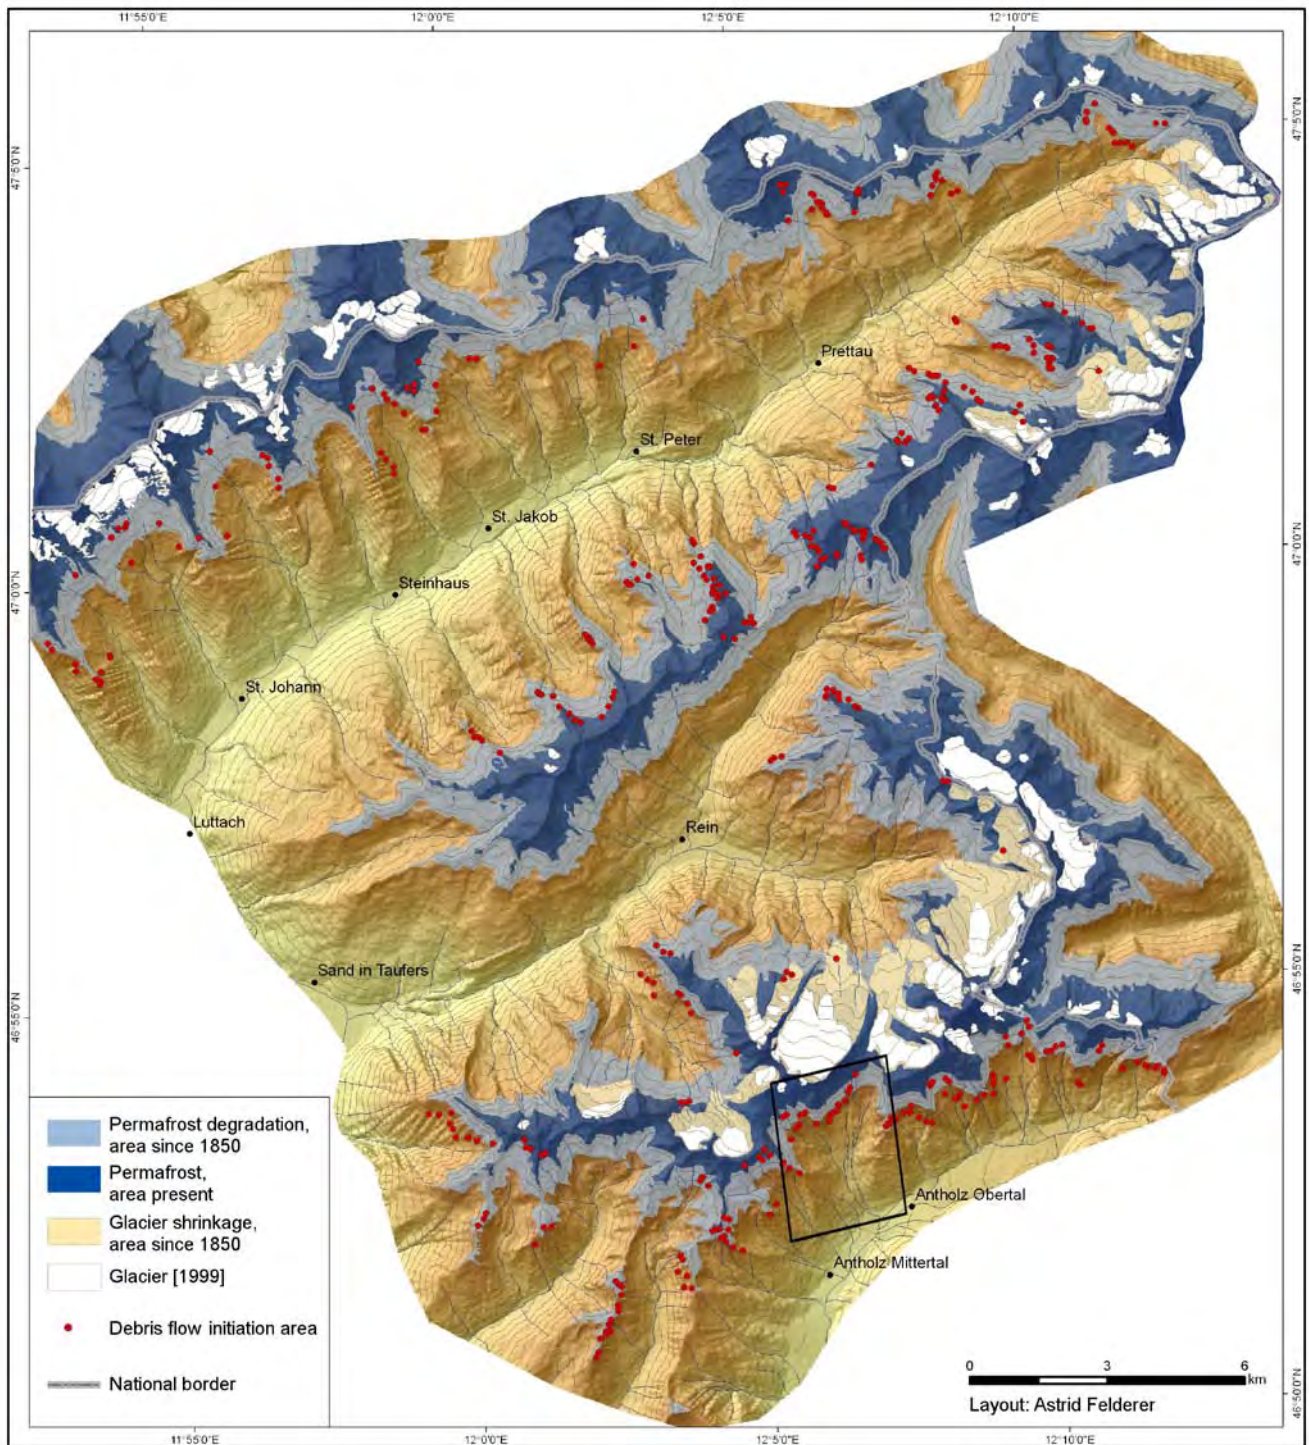 11°55'0"E
12°0'0"E
12°5'0"E
12°10'0"E
47°5'0"N
47°5'0"N
Prettau
St. Peter
St. Jakob
47°0'0"N
Steinhaus
47°0'0"N
St. Johann
Luttach
Rein
Sand in Taufers
46°55'0"N
46°55'0"N
Antholz Obertal
Antholz Mittertal
Permafrost degradation,
area since 1850
Permafrost,
area present
Glacier shrinkage,
area since 1850
Glacier [1999]
Debris flow initiation area
National border
0 3 6
km
Layout: Astrid Felderer
46°50'0"N
11°55'0"E
12°0'0"E
12°5'0"E
12°10'0"E